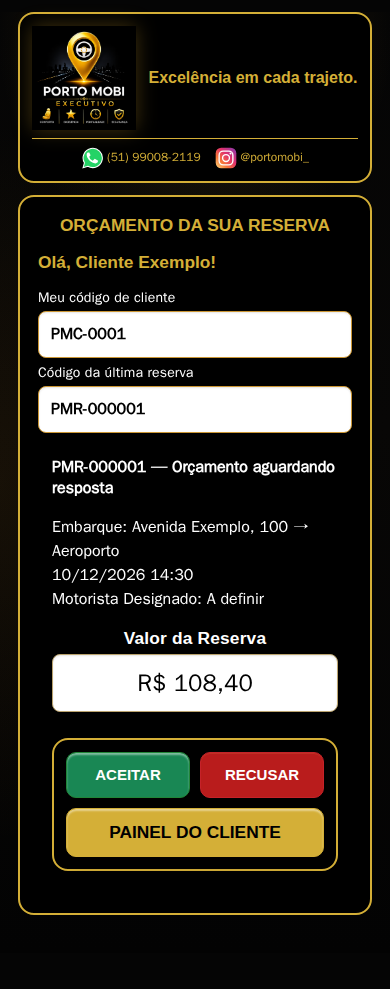 PORTO MOBI
EXECUTIVO
Excelência em cada trajeto.
(51) 99008-2119 @portomobi_
ORÇAMENTO DA SUA RESERVA
Olá, Cliente Exemplo!
Meu código de cliente
PMC-0001
Código da última reserva
PMR-000001
PMR-000001 — Orçamento aguardando
resposta
Embarque: Avenida Exemplo, 100 →
Aeroporto
10/12/2026 14:30
Motorista Designado: A definir
Valor da Reserva
R$ 108,40
ACEITAR RECUSAR
PAINEL DO CLIENTE